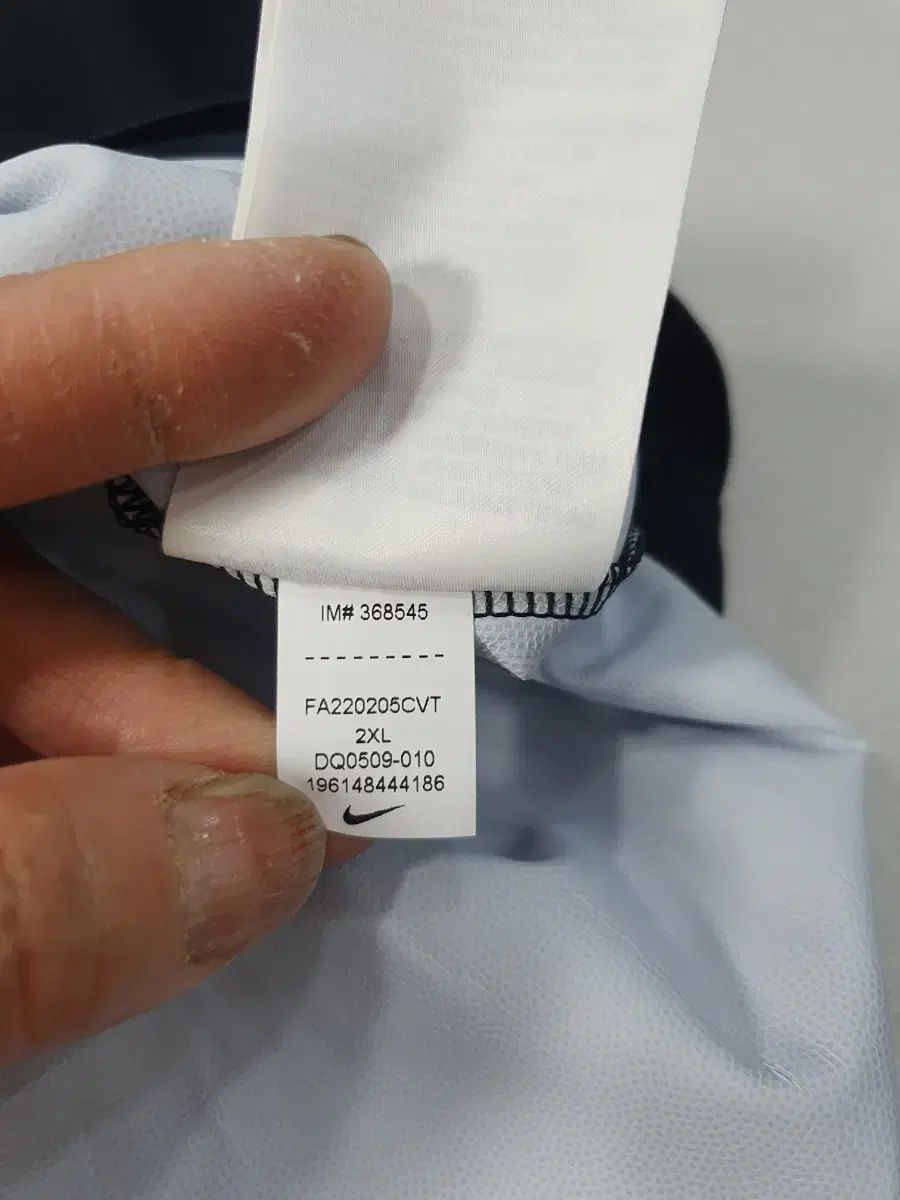 IM# 368545
---------
FA220205CVT
2XL
DQ0509-010
196148444186